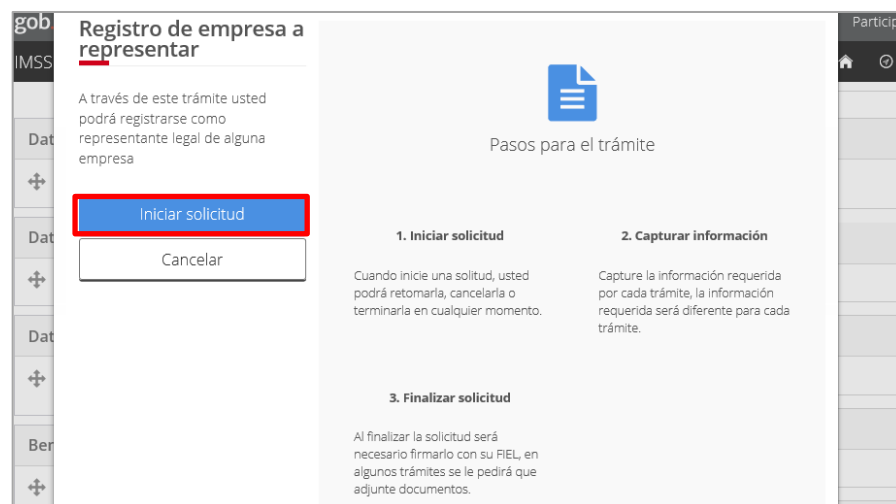 gob
Particip
IMSS
Registro de empresa a
representar
A través de este trámite usted
podrá registrarse como
representante legal de alguna
empresa
Iniciar solicitud
Cancelar
Dat
Dat
Dat
Ber
Pasos para el trámite
1. Iniciar solicitud
Cuando inicie una solitud, usted
podrá retomarla, cancelarla o
terminarla en cualquier momento.
2. Capturar información
Capture la información requerida
por cada trámite, la información
requerida será diferente para cada
trámite.
3. Finalizar solicitud
Al finalizar la solicitud será
necesario firmarlo con su FIEL, en
algunos trámites se le pedirá que
adjunte documentos.